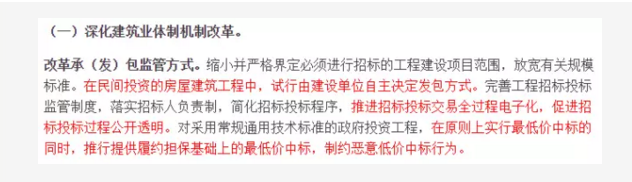 （一）深化建筑业体制机制改革。
改革承（发）包监管方式。缩小并严格界定必须进行招标的工程建设项目范围，放宽有关规模
标准。在民间投资的房屋建筑工程中，试行由建设单位自主决定发包方式。完善工程招标投标
监管制度，落实招标人负责制，简化招标投标程序，推进招标投标交易全过程电子化，促进招
标投标过程公开透明。对采用常规通用技术标准的政府投资工程，在原则上实行最低价中标的
同时，推行提供履约担保基础上的最低价中标，制约恶意低价中标行为。